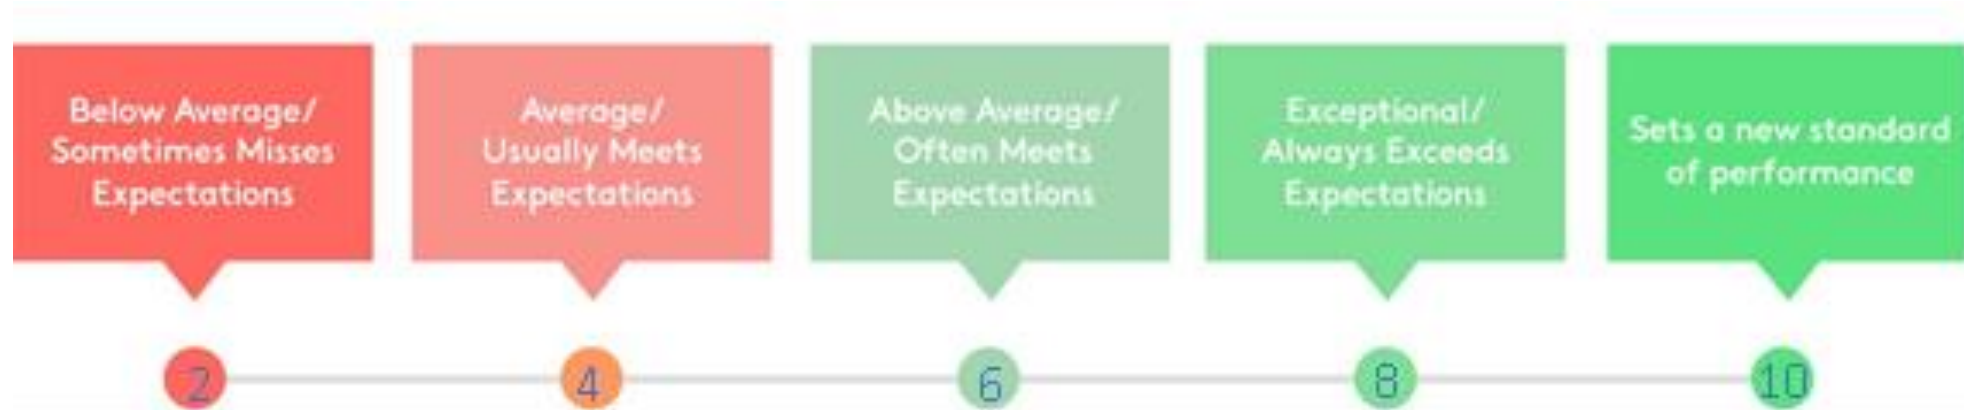 Below Average/
Sometimes Misses
Expectations
Average/
Usually Meets
Expectations
Above Average/
Often Meets
Expectations
Exceptional/
Always Exceeds
Expectations
Sets a new standard
of performance
2
4
6
8
10